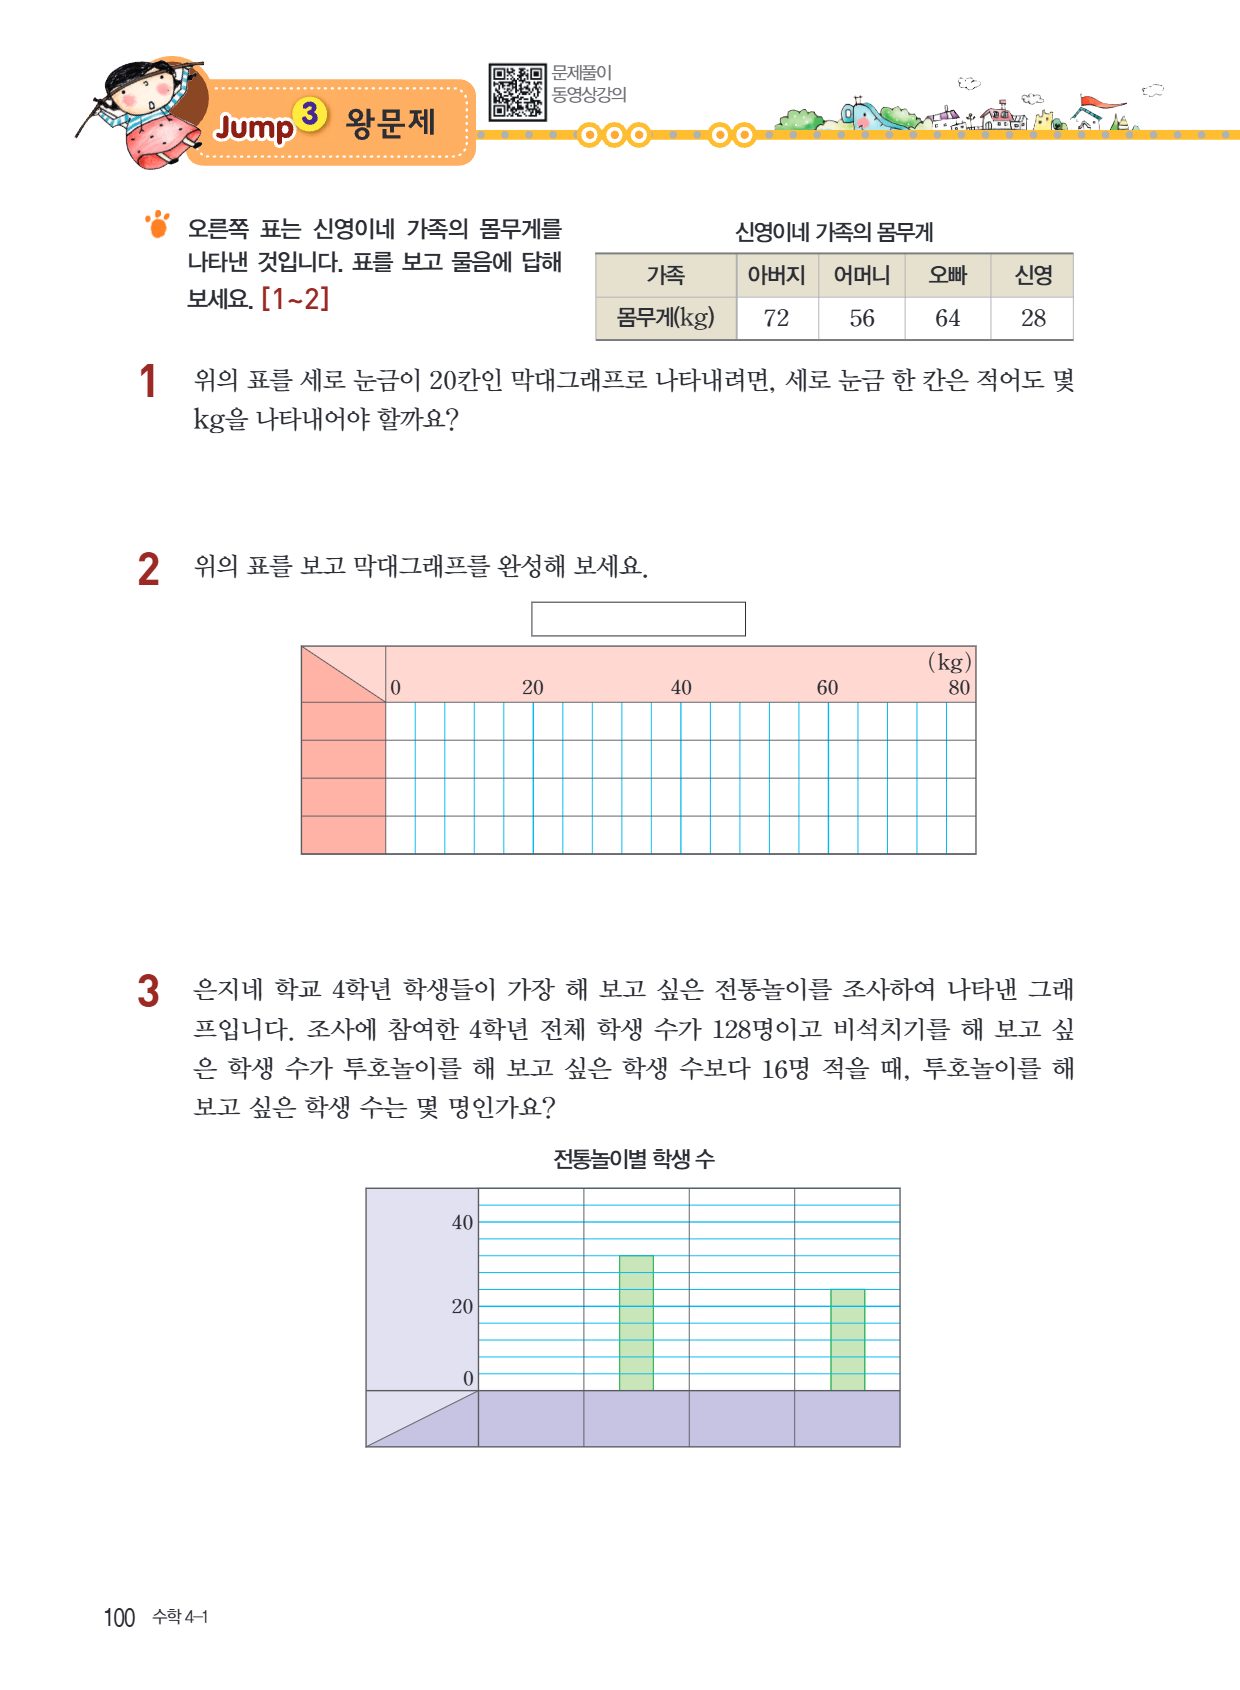 Jump 3 왕문제
문제풀이
동영상강의
오른쪽 표는 신영이네 가족의 몸무게를
나타낸 것입니다. 표를 보고 물음에 답해
보세요. [1~2]
신영이네 가족의 몸무게
가족 아버지 어머니 오빠 신영
몸무게(kg) 72 56 64 28
1 위의 표를 세로 눈금이 20칸인 막대그래프로 나타내려면, 세로 눈금 한 칸은 적어도 몇
kg을 나타내어야 할까요?
2 위의 표를 보고 막대그래프를 완성해 보세요.
(kg)
0 20 40 60 80
3 은지네 학교 4학년 학생들이 가장 해 보고 싶은 전통놀이를 조사하여 나타낸 그래
프입니다. 조사에 참여한 4학년 전체 학생 수가 128명이고 비석치기를 해 보고 싶
은 학생 수가 투호놀이를 해 보고 싶은 학생 수보다 16명 적을 때, 투호놀이를 해
보고 싶은 학생 수는 몇 명인가요?
전통놀이별 학생 수
40
20
0
100 수학 4-1